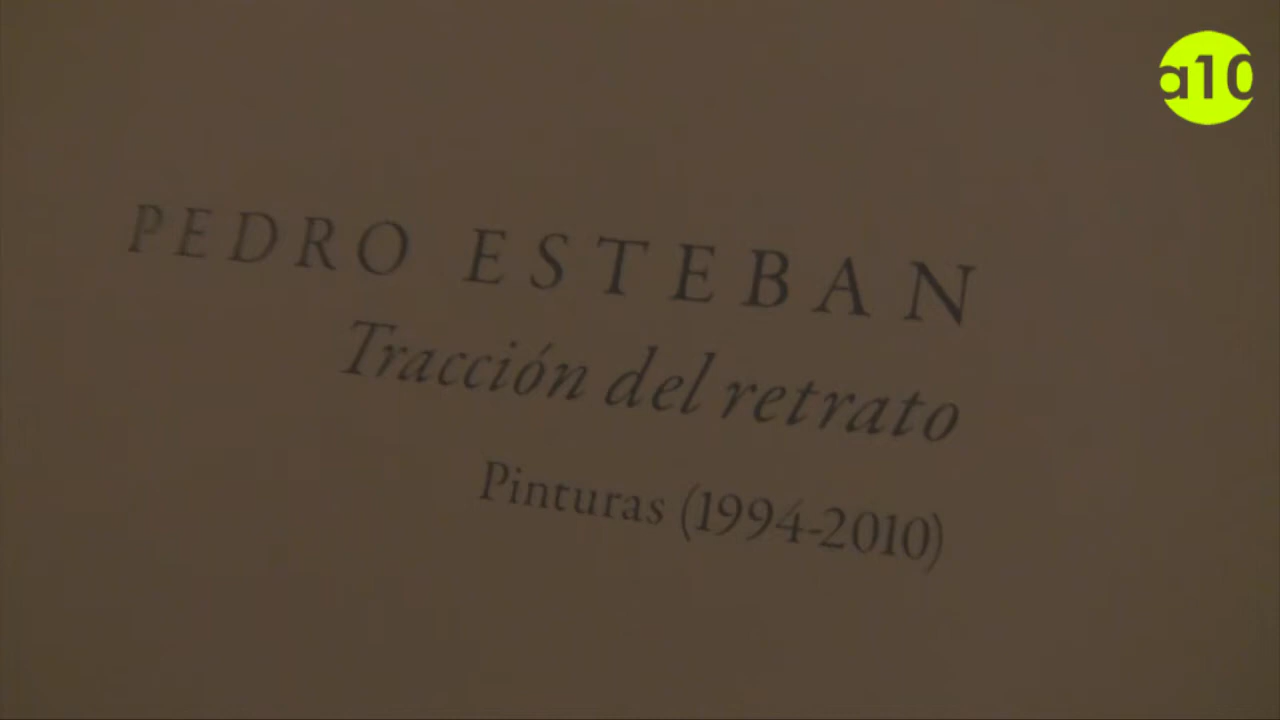 a10
PEDRO ESTEBAN
Tracción del retrato
Pinturas (1994-2010)